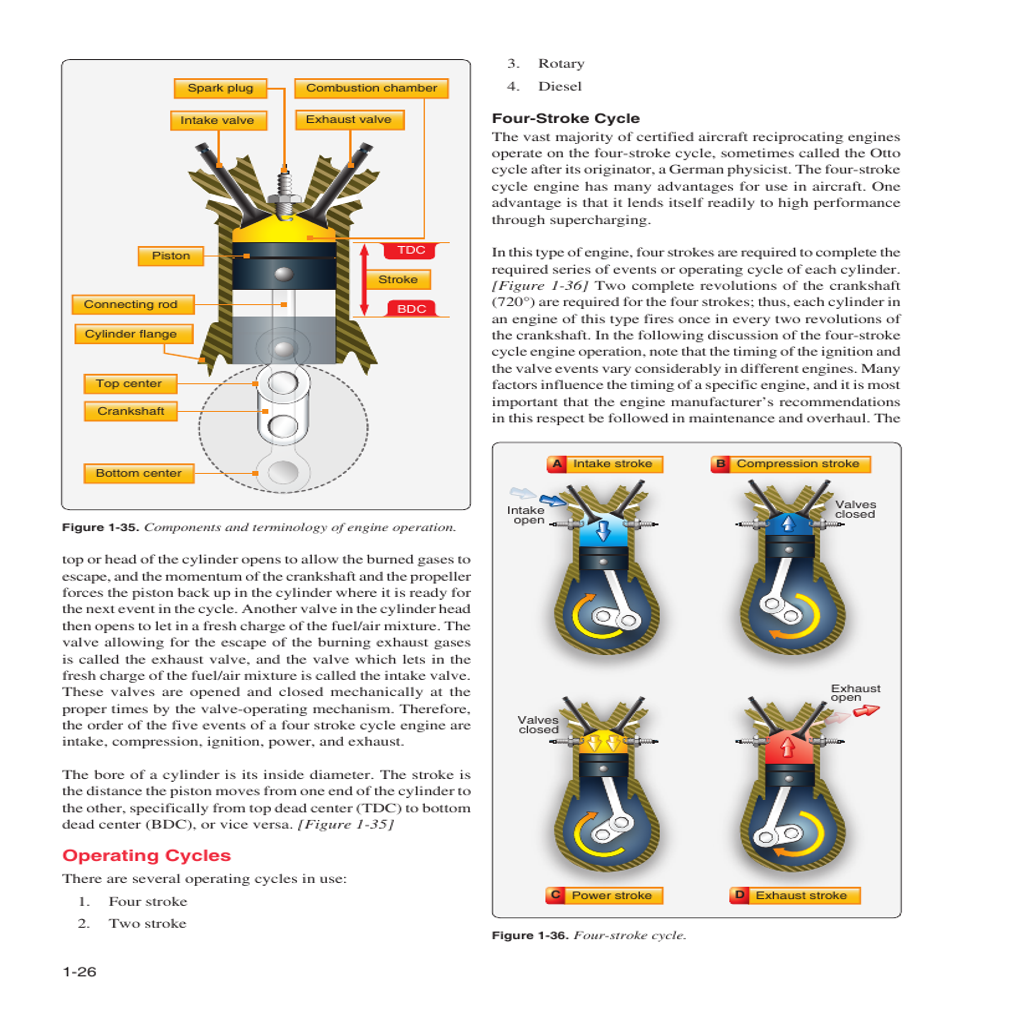 Spark plug
Combustion chamber
Intake valve
Exhaust valve
Piston
TDC
Stroke
Connecting rod
BDC
Cylinder flange
Top center
Crankshaft
Bottom center
Figure 1-35. Components and terminology of engine operation.
top or head of the cylinder opens to allow the burned gases to
escape, and the momentum of the crankshaft and the propeller
forces the piston back up in the cylinder where it is ready for
the next event in the cycle. Another valve in the cylinder head
then opens to let in a fresh charge of the fuel/air mixture. The
valve allowing for the escape of the burning exhaust gases
is called the exhaust valve, and the valve which lets in the
fresh charge of the fuel/air mixture is called the intake valve.
These valves are opened and closed mechanically at the
proper times by the valve-operating mechanism. Therefore,
the order of the five events of a four stroke cycle engine are
intake, compression, ignition, power, and exhaust.
The bore of a cylinder is its inside diameter. The stroke is
the distance the piston moves from one end of the cylinder to
the other, specifically from top dead center (TDC) to bottom
dead center (BDC), or vice versa. [Figure 1-35]
Operating Cycles
There are several operating cycles in use:
1. Four stroke
2. Two stroke
3. Rotary
4. Diesel
Four-Stroke Cycle
The vast majority of certified aircraft reciprocating engines
operate on the four-stroke cycle, sometimes called the Otto
cycle after its originator, a German physicist. The four-stroke
cycle engine has many advantages for use in aircraft. One
advantage is that it lends itself readily to high performance
through supercharging.
In this type of engine, four strokes are required to complete the
required series of events or operating cycle of each cylinder.
[Figure 1-36] Two complete revolutions of the crankshaft
(720°) are required for the four strokes; thus, each cylinder in
an engine of this type fires once in every two revolutions of
the crankshaft. In the following discussion of the four-stroke
cycle engine operation, note that the timing of the ignition and
the valve events vary considerably in different engines. Many
factors influence the timing of a specific engine, and it is most
important that the engine manufacturer's recommendations
in this respect be followed in maintenance and overhaul. The
A Intake stroke
B Compression stroke
Intake
open
Valves
closed
Valves
closed
Exhaust
open
C Power stroke
D Exhaust stroke
Figure 1-36. Four-stroke cycle.
1-26